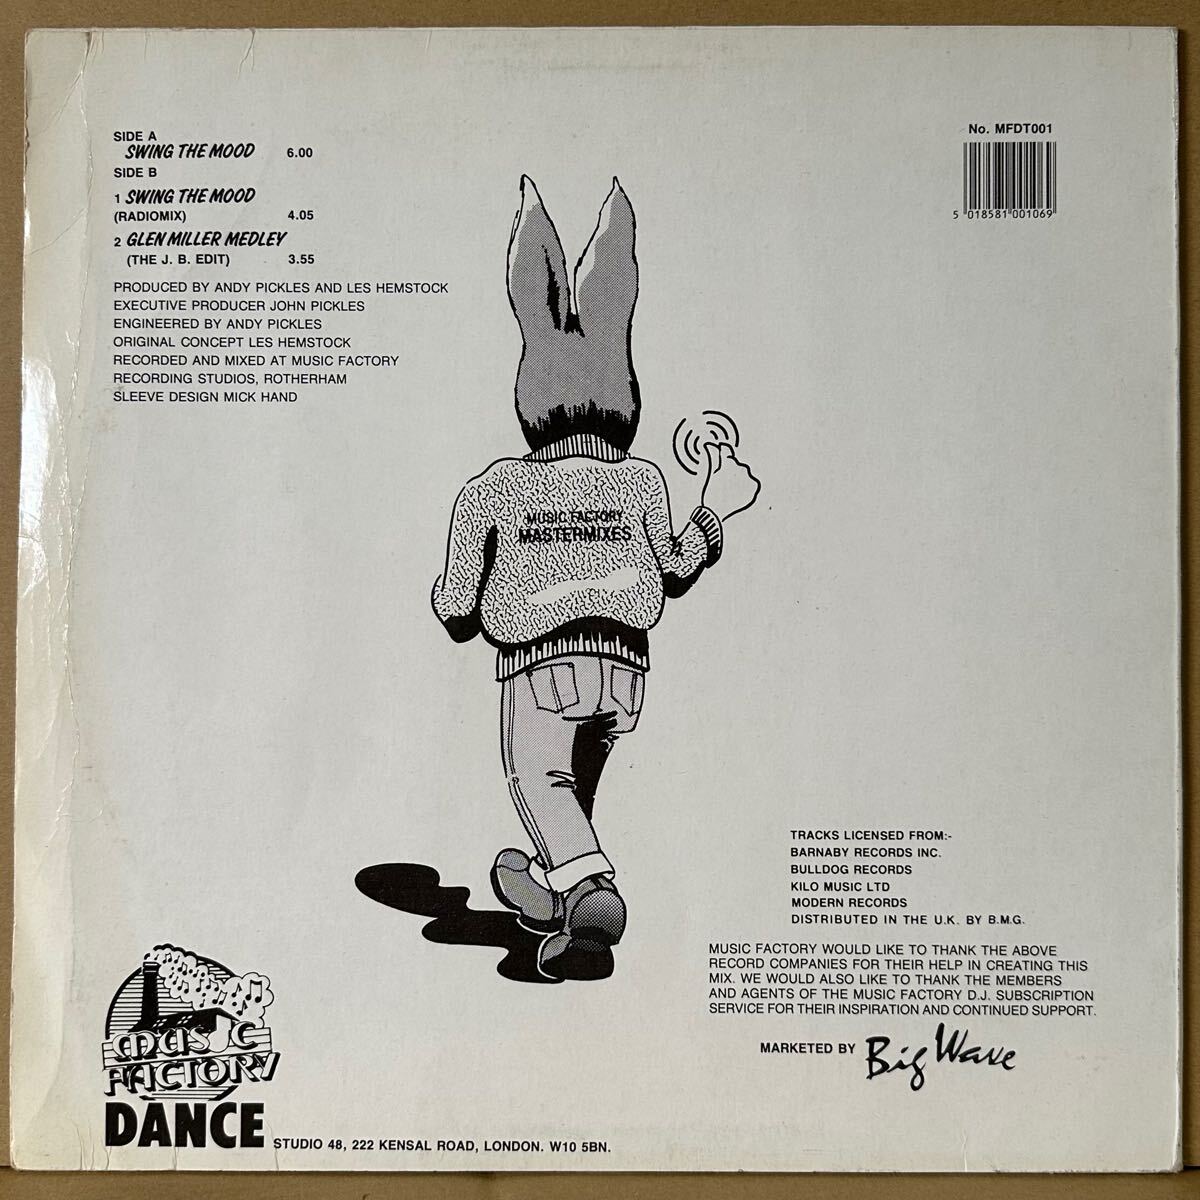 SIDE A
SWING THE MOOD 6.00
SIDE B
1 SWING THE MOOD
(RADIOMIX) 4.05
2 GLEN MILLER MEDLEY
(THE J. B. EDIT) 3.55
PRODUCED BY ANDY PICKLES AND LES HEMSTOCK
EXECUTIVE PRODUCER JOHN PICKLES
ENGINEERED BY ANDY PICKLES
ORIGINAL CONCEPT LES HEMSTOCK
RECORDED AND MIXED AT MUSIC FACTORY
RECORDING STUDIOS, ROTHERHAM
SLEEVE DESIGN MICK HAND
No. MFDT001
5 018581 001069
MUSIC FACTORY
MASTERMIXES
TRACKS LICENSED FROM:-
BARNABY RECORDS INC.
BULLDOG RECORDS
KILO MUSIC LTD
MODERN RECORDS
DISTRIBUTED IN THE U.K. BY B.M.G.
MUSIC FACTORY WOULD LIKE TO THANK THE ABOVE
RECORD COMPANIES FOR THEIR HELP IN CREATING THIS
MIX. WE WOULD ALSO LIKE TO THANK THE MEMBERS
AND AGENTS OF THE MUSIC FACTORY D.J. SUBSCRIPTION
SERVICE FOR THEIR INSPIRATION AND CONTINUED SUPPORT.
MARKETED BY Big Wave
MUSIC
FACTORY
DANCE
STUDIO 48, 222 KENSAL ROAD, LONDON. W10 5BN.